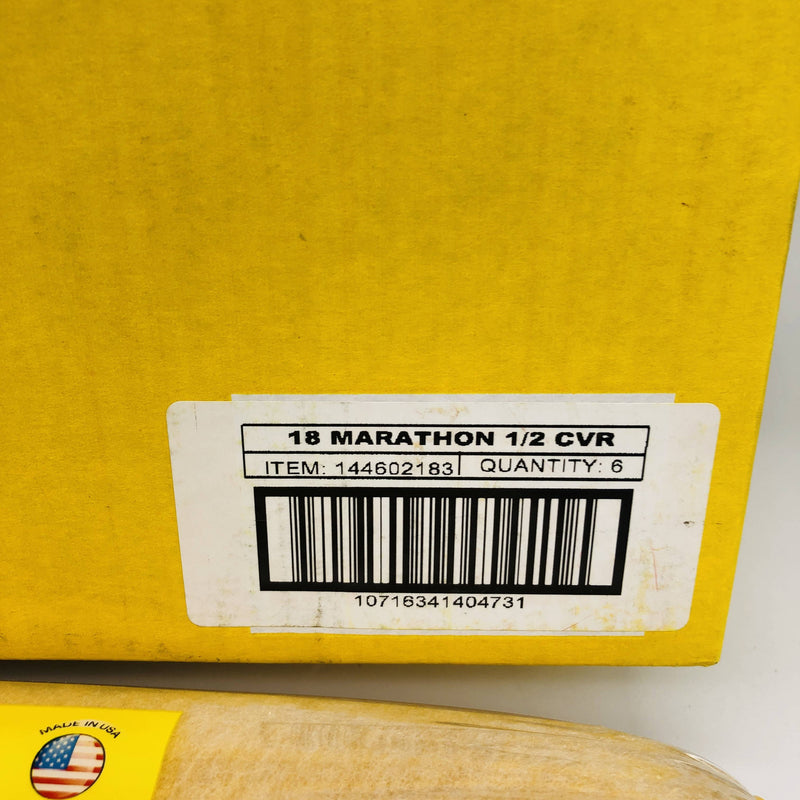 18 MARATHON 1/2 CVR
ITEM: 144602183 QUANTITY: 6
10716341404731
MADE IN USA